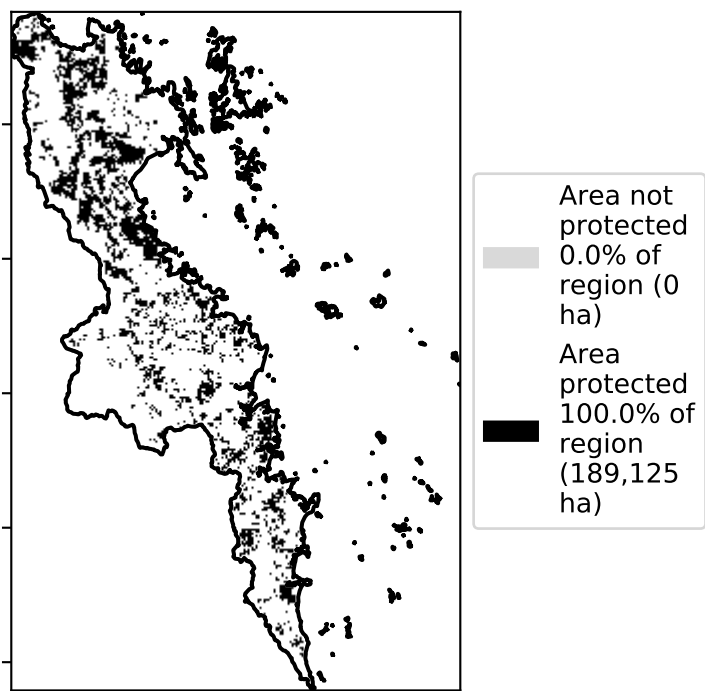 Area not
protected
0.0% of
region (0
ha)
Area
protected
100.0% of
region
(189,125
ha)